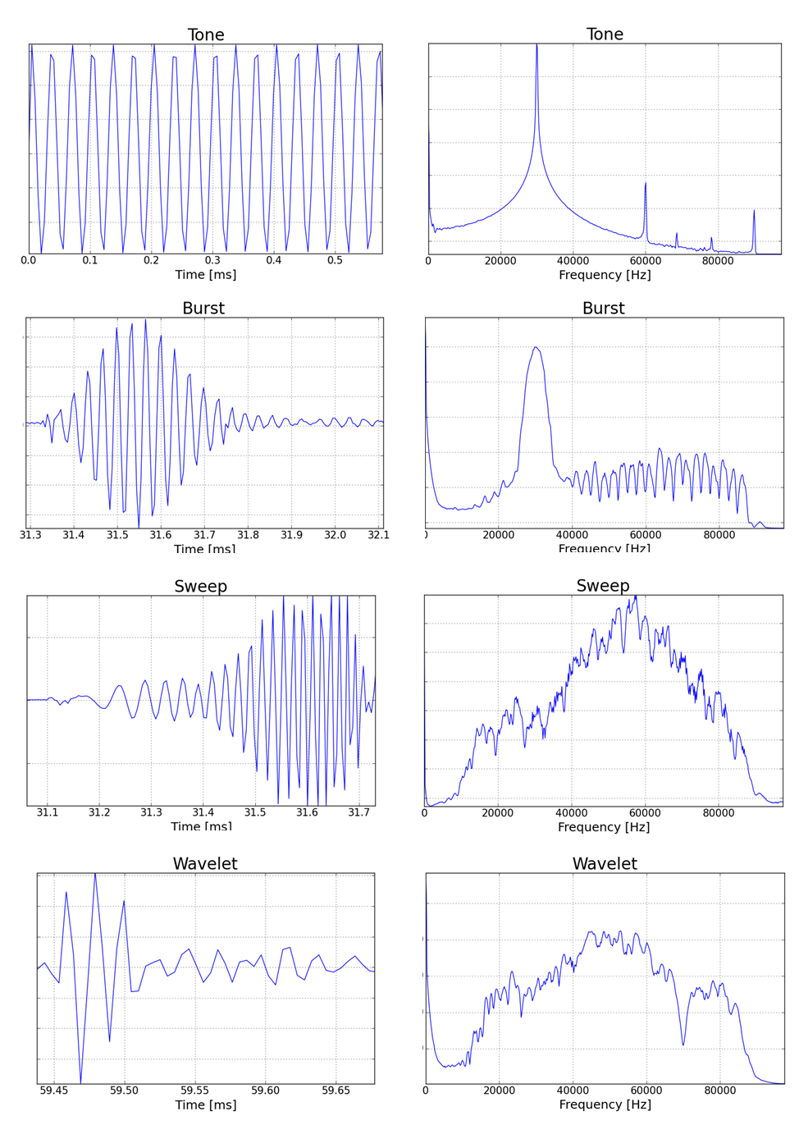 Tone
0.0 0.1 0.2 0.3 0.4 0.5
Time [ms]
Tone
0 20000 40000 60000 80000
Frequency [Hz]
Burst
31.3 31.4 31.5 31.6 31.7 31.8 31.9 32.0 32.1
Time [ms]
Burst
0 20000 40000 60000 80000
Frequency [Hz]
Sweep
31.1 31.2 31.3 31.4 31.5 31.6 31.7
Time [ms]
Sweep
0 20000 40000 60000 80000
Frequency [Hz]
Wavelet
59.45 59.50 59.55 59.60 59.65
Time [ms]
Wavelet
0 20000 40000 60000 80000
Frequency [Hz]